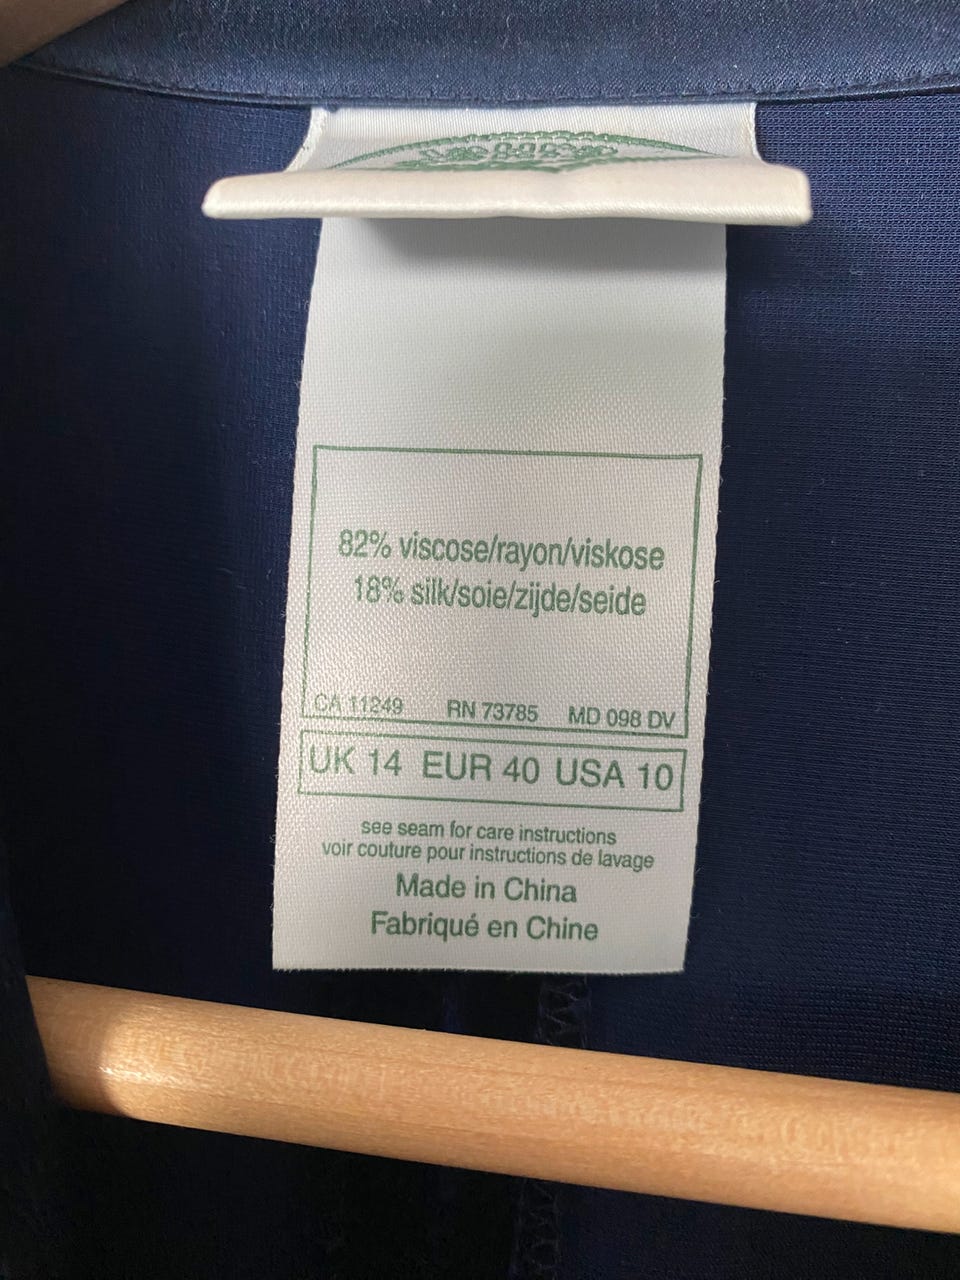 82% viscose/rayon/viskose
18% silk/soie/zijde/seide
CA 11249 RN 73785 MD 098 DV
UK 14 EUR 40 USA 10
see seam for care instructions
voir couture pour instructions de lavage
Made in China
Fabriqué en Chine